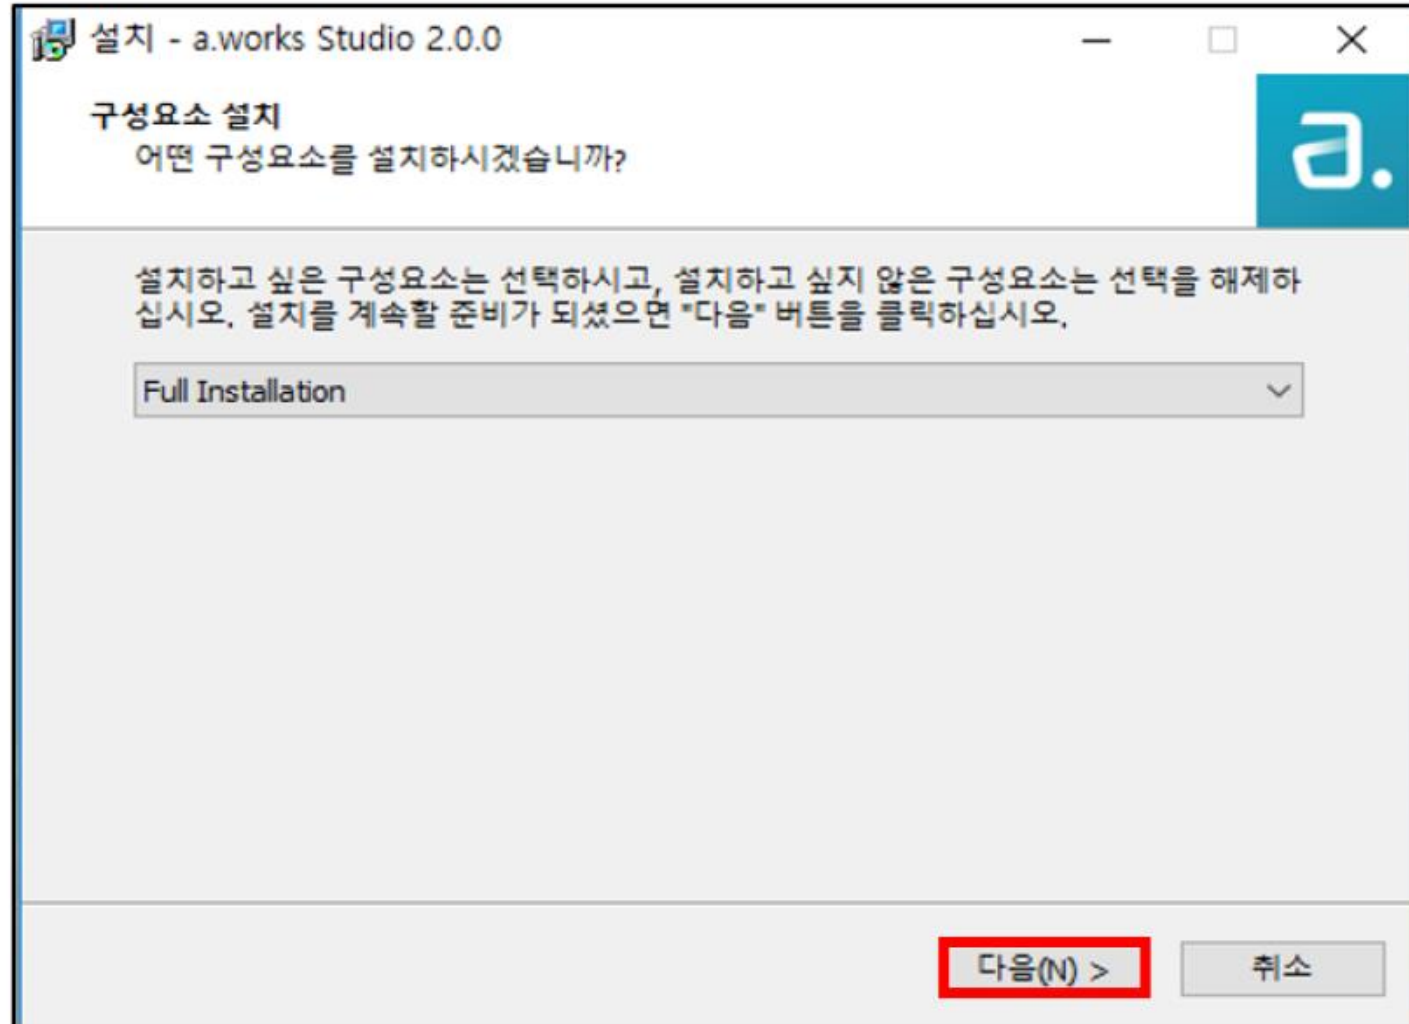 설치 - a.works Studio 2.0.0
구성요소 설치
어떤 구성요소를 설치하시겠습니까?
a.
설치하고 싶은 구성요소는 선택하시고, 설치하고 싶지 않은 구성요소는 선택을 해제하
십시오. 설치를 계속할 준비가 되셨으면 "다음" 버튼을 클릭하십시오.
Full Installation
다음(N) >
취소